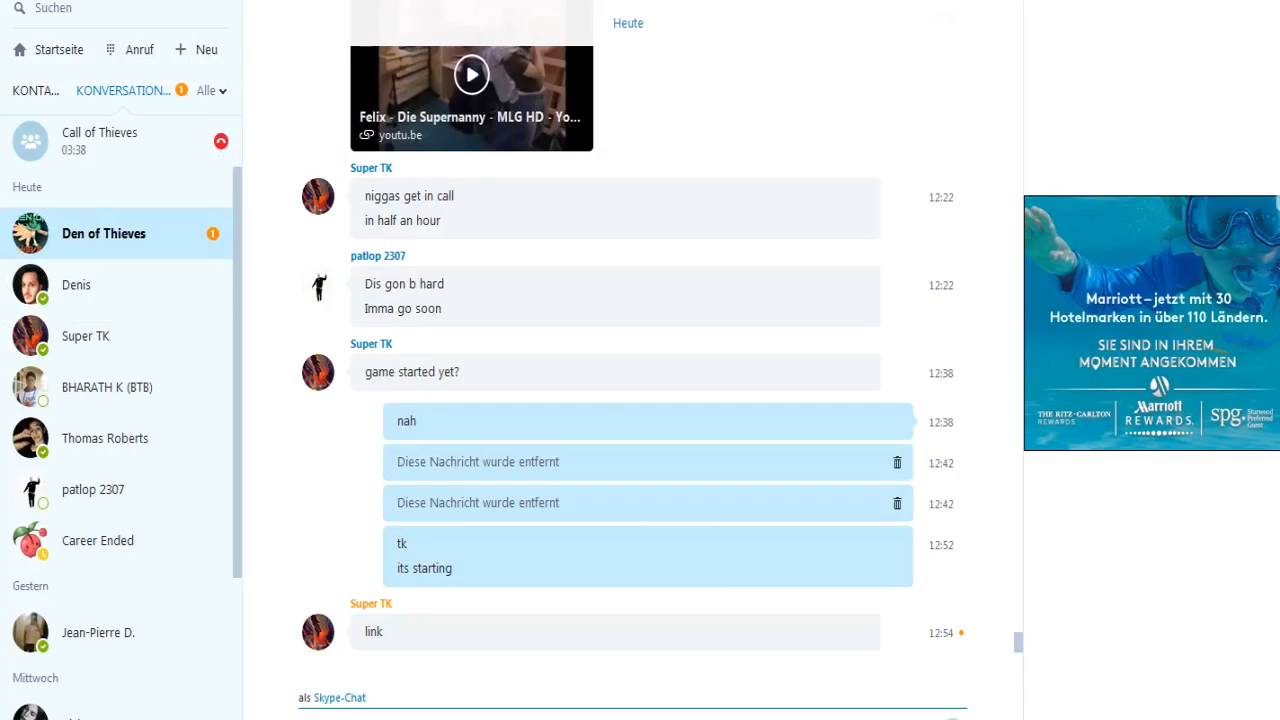 Suchen
Startseite
Anruf
Neu
KONTA...
KONVERSATION...
1
Alle
Call of Thieves
03:38
Heute
Den of Thieves
1
Denis
Super TK
BHARATH K (BTB)
Thomas Roberts
patlop 2307
Career Ended
Gestern
Jean-Pierre D.
Mittwoch
Heute
Felix - Die Supernanny - MLG HD - Yo...
youtu.be
Super TK
niggas get in call
12:22
in half an hour
patlop 2307
Dis gon b hard
12:22
Imma go soon
Super TK
game started yet?
12:38
nah
12:38
Diese Nachricht wurde entfernt
12:42
Diese Nachricht wurde entfernt
12:42
tk
12:52
its starting
Super TK
link
12:54
als Skype-Chat
Marriott – jetzt mit 30
Hotelmarken in über 110 Ländern.
SIE SIND IN IHREM
MOMENT ANGEKOMMEN
THE RITZ-CARLTON
REWARDS
Marriott
REWARDS.
spg
Starwood
Preferred
Guest